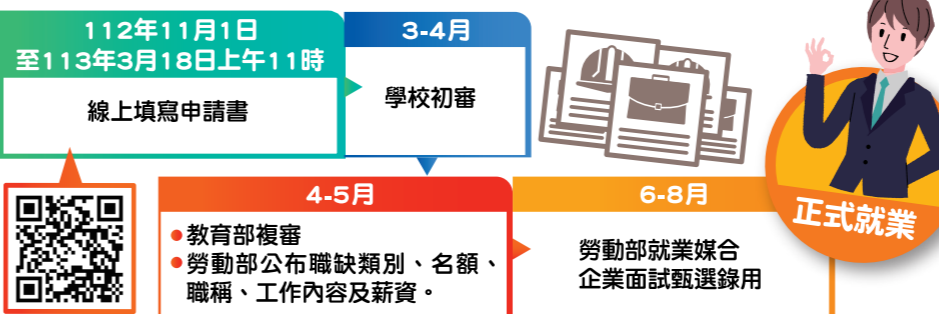 112年11月1日
至113年3月18日上午11時
線上填寫申請書
3-4月
學校初審
4-5月
●教育部複審
●勞動部公布職缺類別、名額、
職稱、工作內容及薪資。
6-8月
勞動部就業媒合
企業面試甄選錄用
正式就業